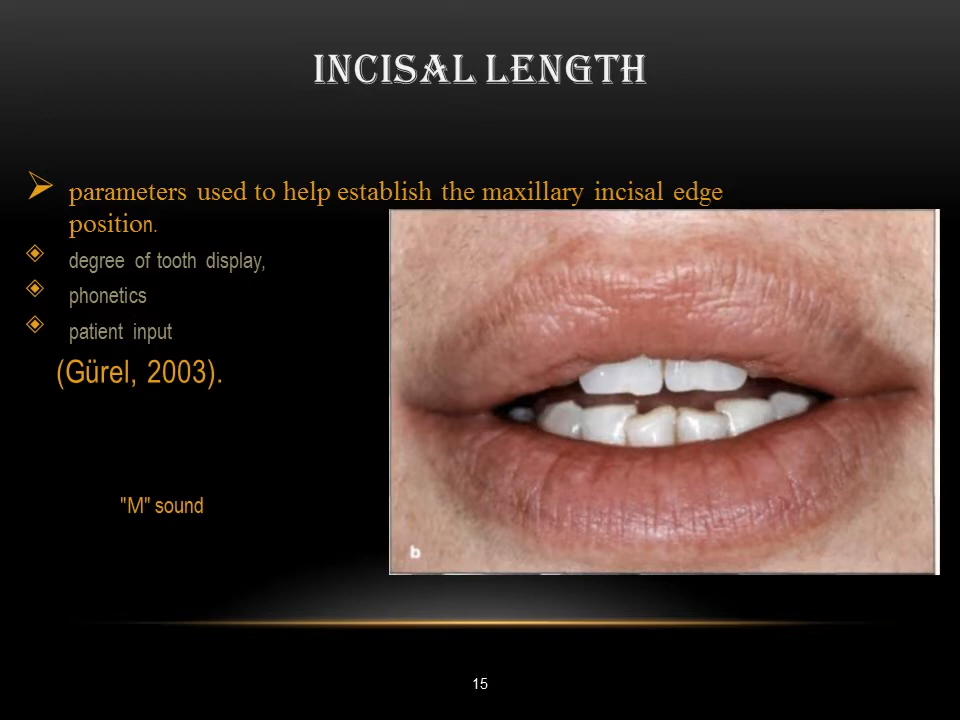 INCISAL LENGTH
parameters used to help establish the maxillary incisal edge
position.
degree of tooth display,
phonetics
patient input
(Gürel, 2003).
"M" sound
b
15